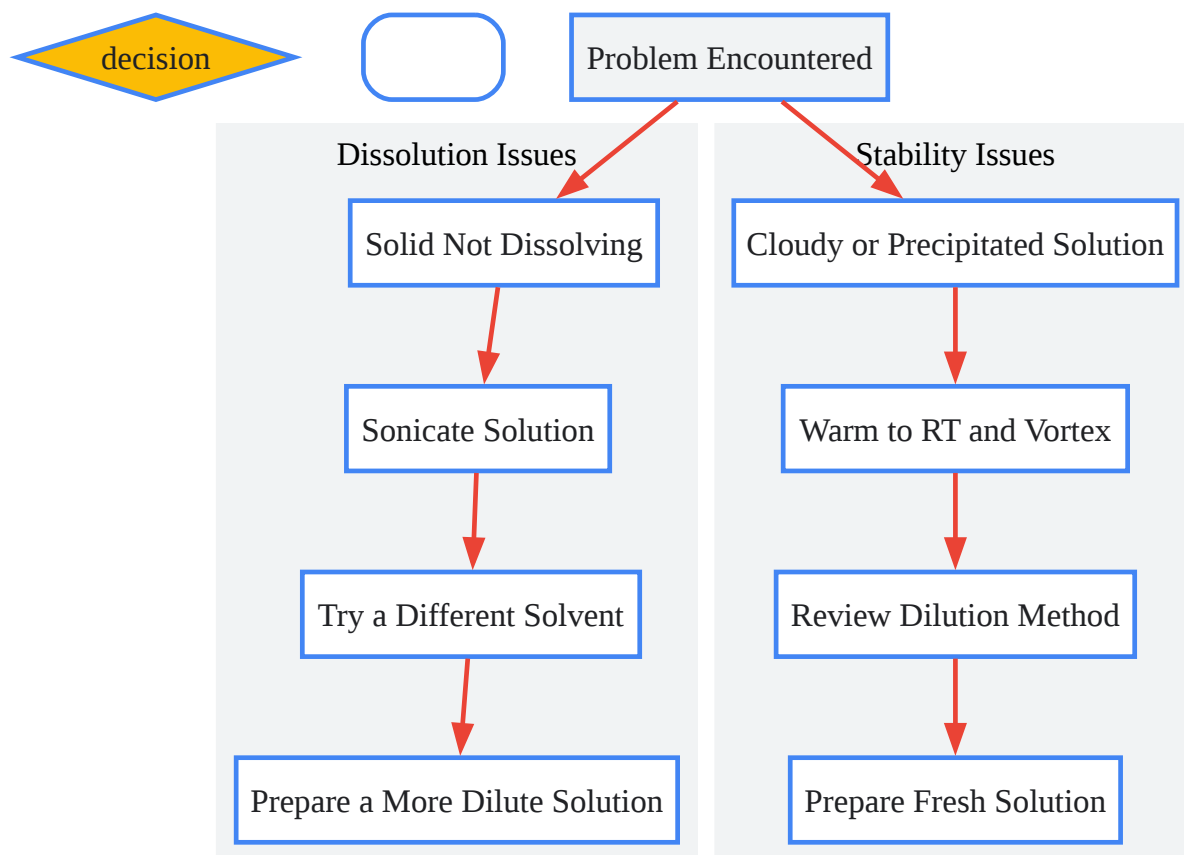 decision
Problem Encountered
Dissolution Issues
Solid Not Dissolving
Sonicate Solution
Try a Different Solvent
Prepare a More Dilute Solution
Stability Issues
Cloudy or Precipitated Solution
Warm to RT and Vortex
Review Dilution Method
Prepare Fresh Solution